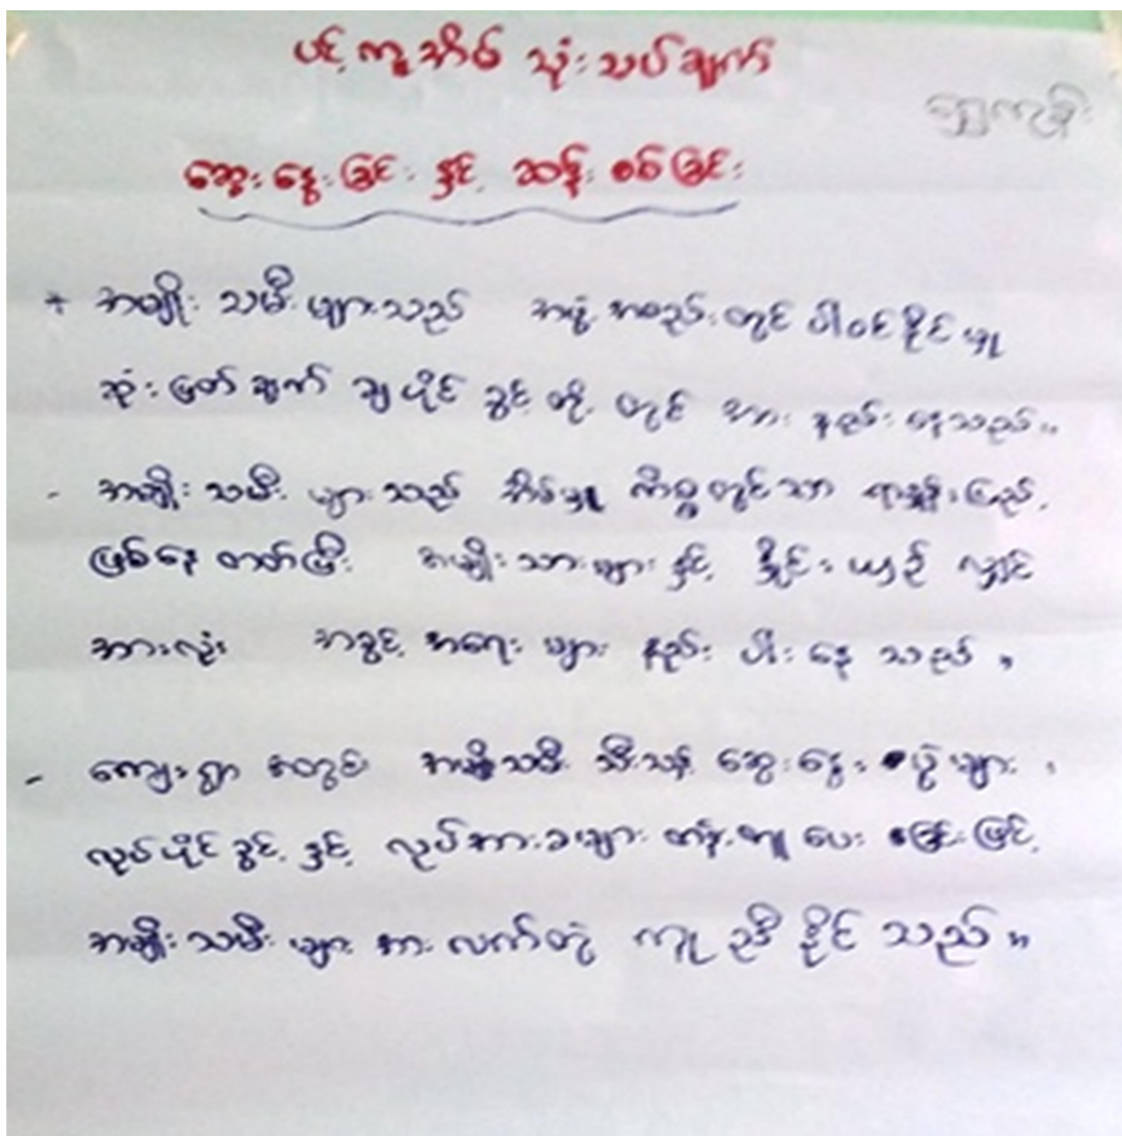 ပင့်ကူအိမ် သုံးသပ်ချက်
ရွှေကျွန်း
ဆွေးနွေးခြင်း နှင့် ဆန်းစစ်ခြင်း
+ အမျိုးသမီးများသည် အဖွဲ့အစည်းတွင် ပါဝင်နိုင်မှု
ဆုံးဖြတ်ချက် ချပိုင်ခွင့်တို့တွင် အားနည်းနေသည်။
- အမျိုးသမီးများသည် အိမ်မှု ကိစ္စတွင်သာ ရာနှုန်းပြည့်
ဖြစ်နေတတ်ပြီး အမျိုးသားများနှင့် နှိုင်းယှဉ်လျှင်
အားလုံး အခွင့်အရေးများ နည်းပါးနေသည်။
- ကျေးရွာတွင် အမျိုးသမီး သီးသန့် ဆွေးနွေးပွဲများ
လုပ်ပိုင်ခွင့်နှင့် လုပ်အားခများ တန်းတူပေးခြင်းဖြင့်
အမျိုးသမီးများအား လက်တွဲ ကူညီနိုင်သည်။